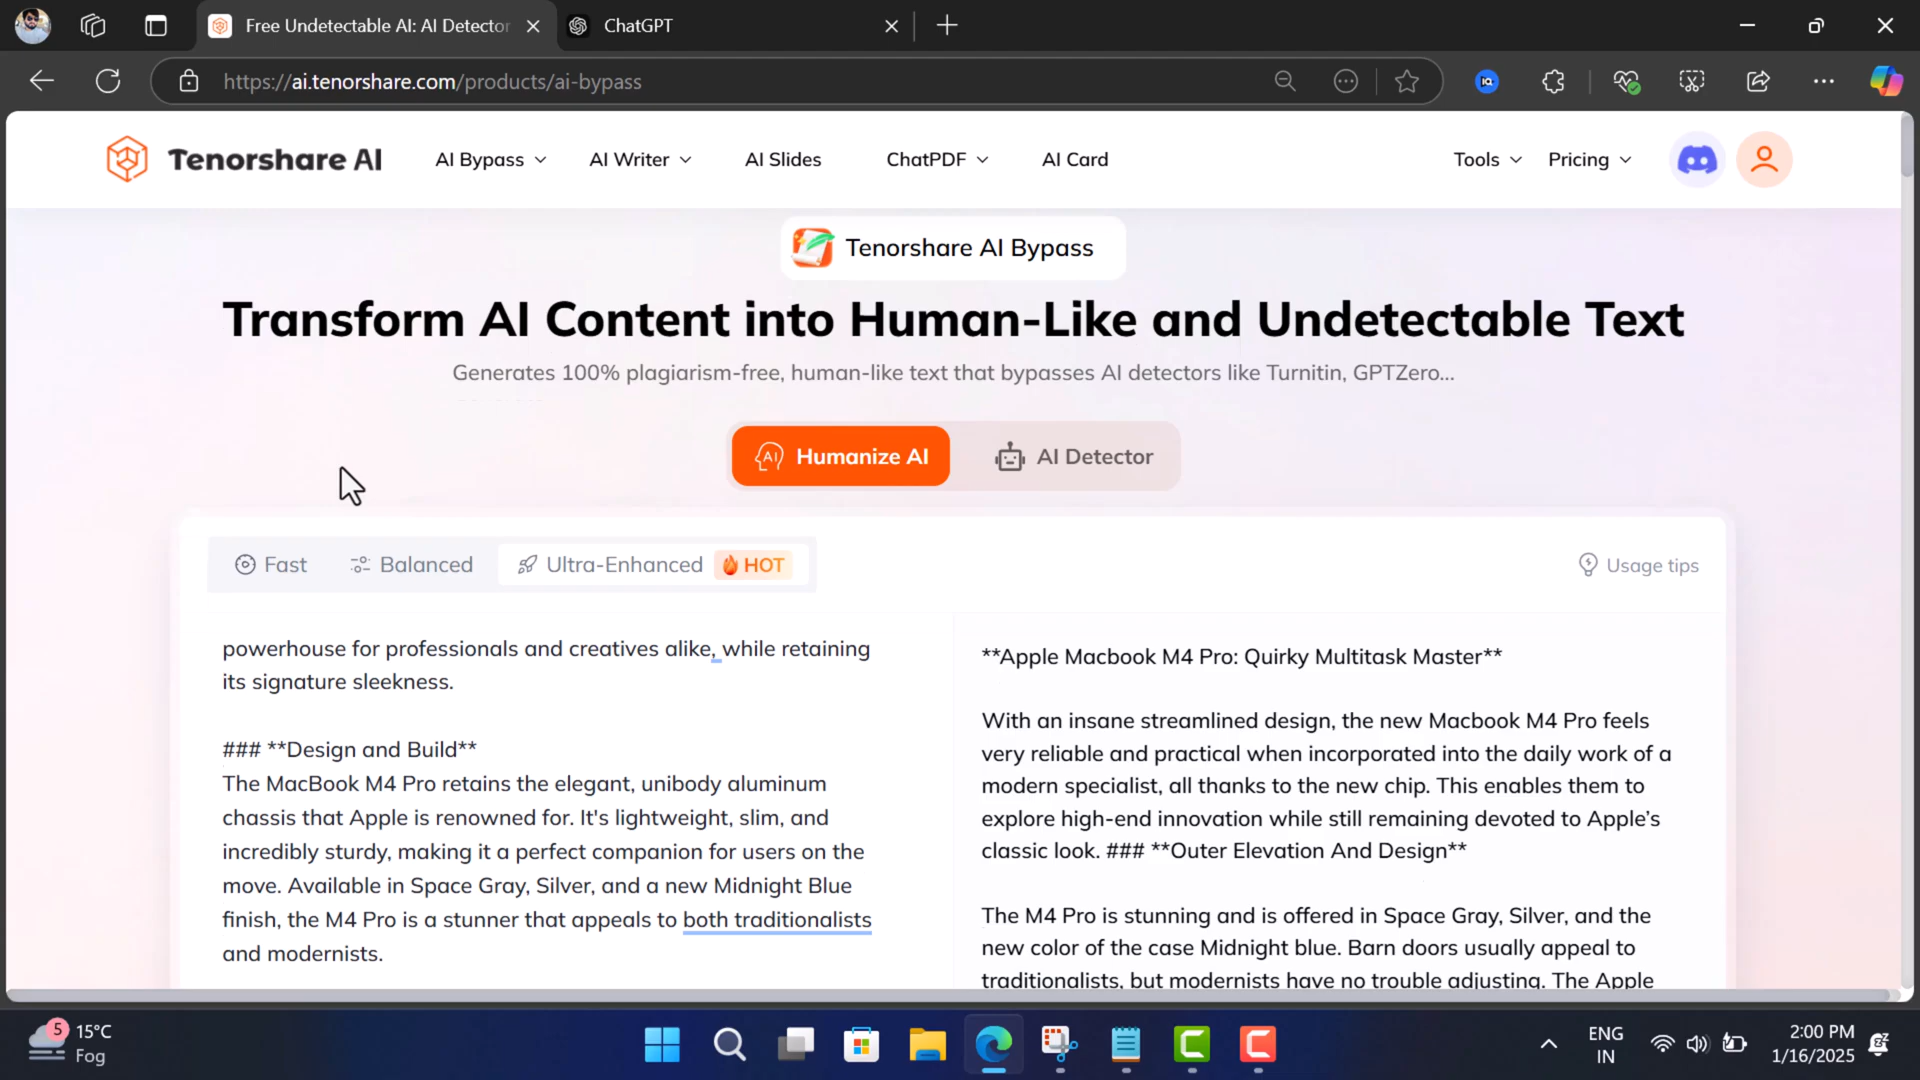 Free Undetectable AI: AI Detector
ChatGPT
https://ai.tenorshare.com/products/ai-bypass
Tenorshare AI
AI Bypass
AI Writer
AI Slides
ChatPDF
AI Card
Tools
Pricing
Tenorshare AI Bypass
Transform AI Content into Human-Like and Undetectable Text
Generates 100% plagiarism-free, human-like text that bypasses AI detectors like Turnitin, GPTZero...
Humanize AI
AI Detector
Fast
Balanced
Ultra-Enhanced
HOT
Usage tips
powerhouse for professionals and creatives alike, while retaining
its signature sleekness.
### **Design and Build**
The MacBook M4 Pro retains the elegant, unibody aluminum
chassis that Apple is renowned for. It's lightweight, slim, and
incredibly sturdy, making it a perfect companion for users on the
move. Available in Space Gray, Silver, and a new Midnight Blue
finish, the M4 Pro is a stunner that appeals to both traditionalists
and modernists.
**Apple Macbook M4 Pro: Quirky Multitask Master**
With an insane streamlined design, the new Macbook M4 Pro feels
very reliable and practical when incorporated into the daily work of a
modern specialist, all thanks to the new chip. This enables them to
explore high-end innovation while still remaining devoted to Apple's
classic look. ### **Outer Elevation And Design**
The M4 Pro is stunning and is offered in Space Gray, Silver, and the
new color of the case Midnight blue. Barn doors usually appeal to
traditionalists, but modernists have no trouble adjusting. The Apple
5
15°C
Fog
ENG
IN
2:00 PM
1/16/2025